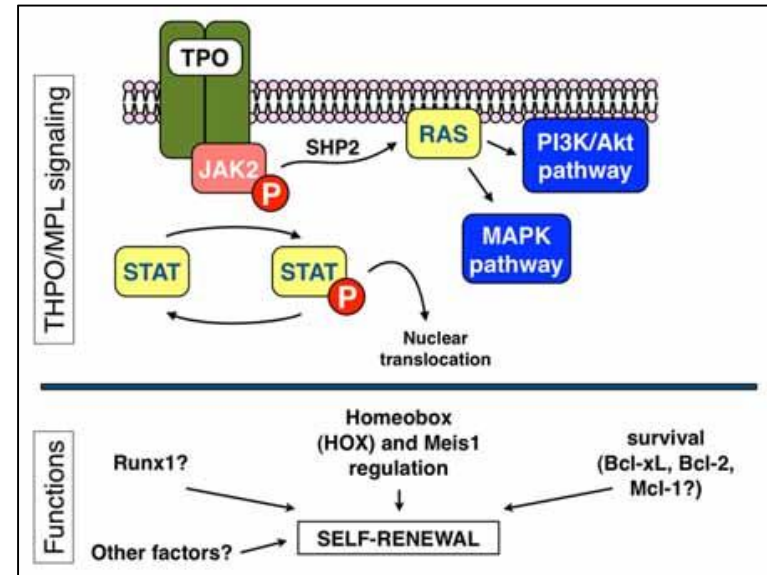 THPO/MPL signaling
TPO
JAK2
P
SHP2
RAS
PI3K/Akt
pathway
MAPK
pathway
STAT
STAT
P
Nuclear
translocation
Functions
Runx1?
Homeobox
(HOX) and Meis1
regulation
survival
(Bcl-xL, Bcl-2,
Mcl-1?)
Other factors?
SELF-RENEWAL